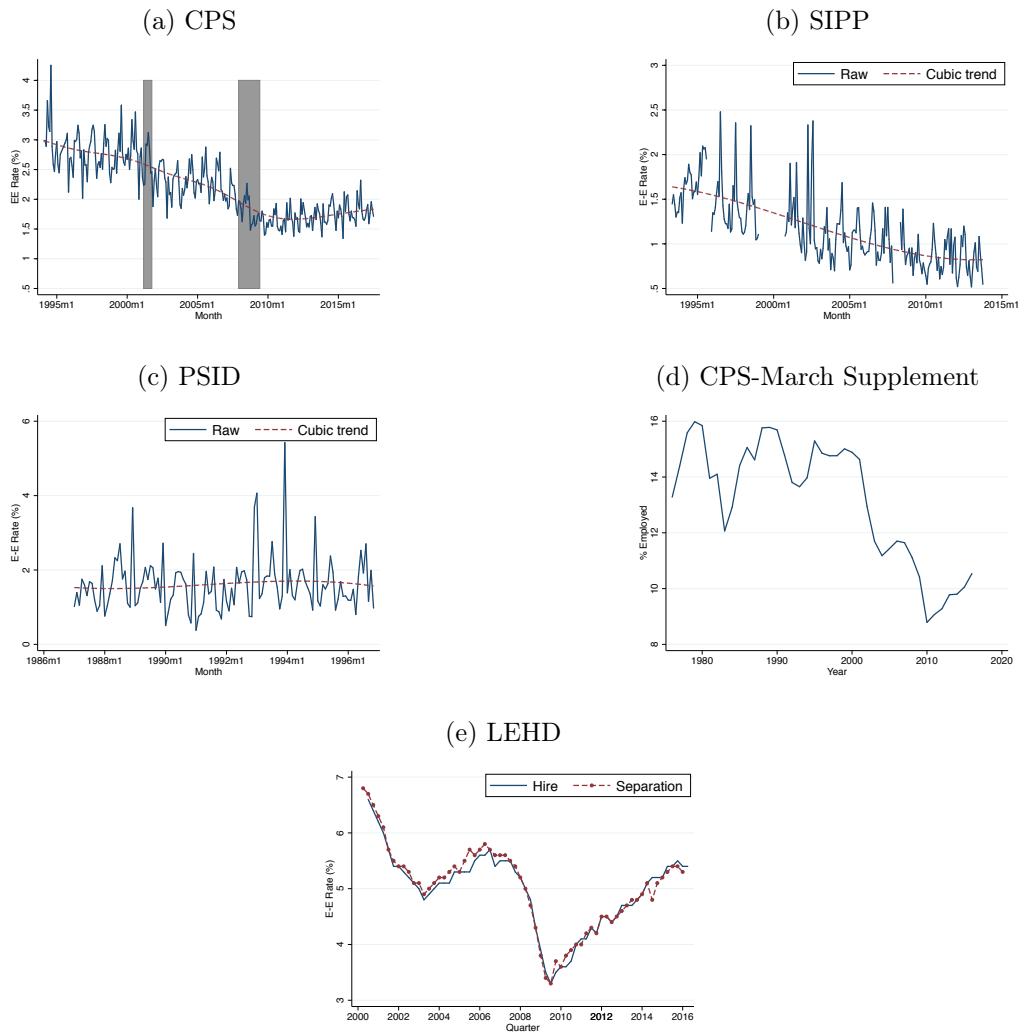 (a) CPS
(b) SIPP
EE Rate (%)
4
3.5
3
2.5
2
1.5
1
.5
1995m1 2000m1 2005m1 2010m1 2015m1
Month
Raw Cubic trend
E-E Rate (%)
3
2.5
2
1.5
1
.5
1995m1 2000m1 2005m1 2010m1 2015m1
Month
(c) PSID
(d) CPS-March Supplement
Raw Cubic trend
E-E Rate (%)
6
4
2
0
1986m1 1988m1 1990m1 1992m1 1994m1 1996m1
Month
% Employed
16
14
12
10
8
1980 1990 2000 2010 2020
Year
(e) LEHD
Hire Separation
E-E Rate (%)
7
6
5
4
3
2000 2002 2004 2006 2008 2010 2012 2014 2016
Quarter